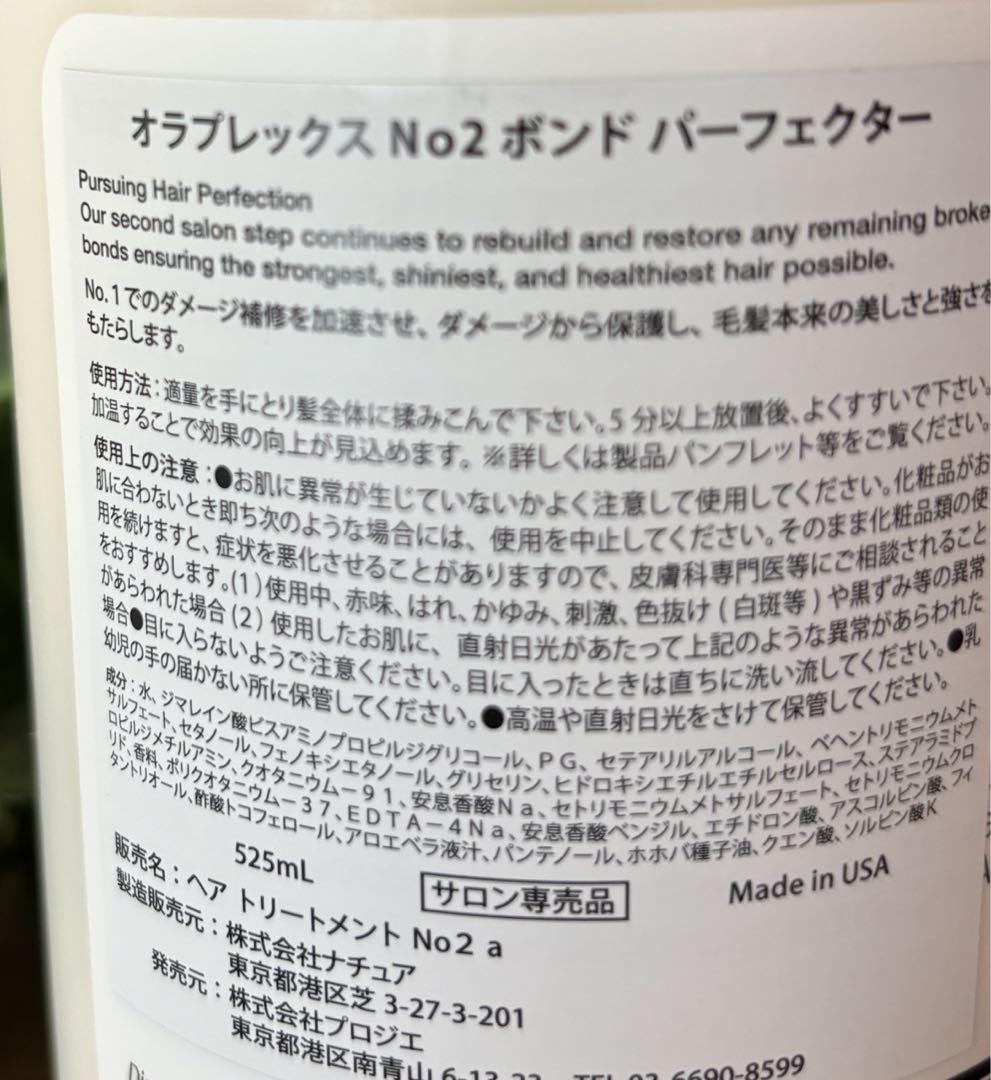 オラプレックス No2 ボンド パーフェクター
Pursuing Hair Perfection
Our second salon step continues to rebuild and restore any remaining broke
bonds ensuring the strongest, shiniest, and healthiest hair possible.
No.1でのダメージ補修を加速させ、ダメージから保護し、毛髪本来の美しさと強さを
もたらします。
使用方法：適量を手にとり髪全体に揉みこんで下さい。5分以上放置後、よくすすいで下さい。
加温することで効果の向上が見込めます。※詳しくは製品パンフレット等をご覧ください。
使用上の注意：●お肌に異常が生じていないかよく注意して使用してください。化粧品がお
肌に合わないとき即ち次のような場合には、使用を中止してください。そのまま化粧品類の使
用を続けますと、症状を悪化させることがありますので、皮膚科専門医等にご相談されること
をおすすめします。(1)使用中、赤味、はれ、かゆみ、刺激、色抜け(白斑等)や黒ずみ等の異常
があらわれた場合(2)使用したお肌に、直射日光があたって上記のような異常があらわれた
場合●目に入らないようご注意ください。目に入ったときは直ちに洗い流してください。●乳
幼児の手の届かない所に保管してください。●高温や直射日光をさけて保管してください。
成分：水、ジマレイン酸ビスアミノプロピルジグリコール、ＰＧ、セテアリルアルコール、ベヘントリモニウムメト
サルフェート、セタノール、フェノキシエタノール、グリセリン、ヒドロキシエチルエチルセルロース、ステアラミドプ
ロピルジメチルアミン、クオタニウム－９１、安息香酸Ｎａ、セトリモニウムメトサルフェート、セトリモニウムクロ
リド、香料、ポリクオタニウム－３７、ＥＤＴＡ－４Ｎａ、安息香酸ベンジル、エチドロン酸、アスコルビン酸、フィ
タントリオール、酢酸トコフェロール、アロエベラ液汁、パンテノール、ホホバ種子油、クエン酸、ソルビン酸Ｋ
525mL
サロン専売品
Made in USA
販売名：ヘア トリートメント No2 a
製造販売元：株式会社ナチュア
東京都港区芝 3-27-3-201
発売元：株式会社プロジエ
東京都港区南青山 6-13-23 TEL 03-6690-8599